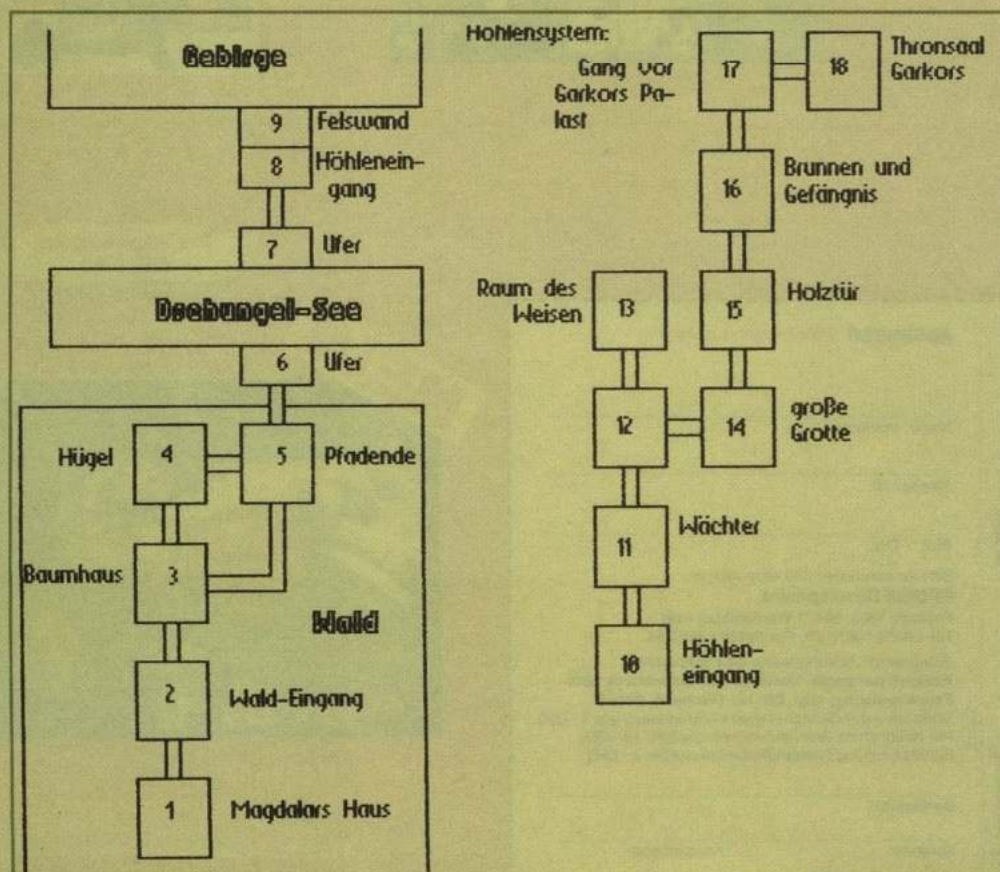 Gebirge
9 Felswand
8 Höhlenein-
gang
7 Ufer
Dschungel-See
6 Ufer
Hügel 4 5 Pfadende
Baumhaus 3
Wald
2 Wald-Eingang
1 Magdalars Haus
Höhlensystem:
Gang vor
Garkors Pa-
last
17 18 Thronsaal
Garkors
16 Brunnen und
Gefängnis
Raum des
Weisen 13
15 Holztür
12 14 große
Grotte
11 Wächter
10 Höhlen-
eingang